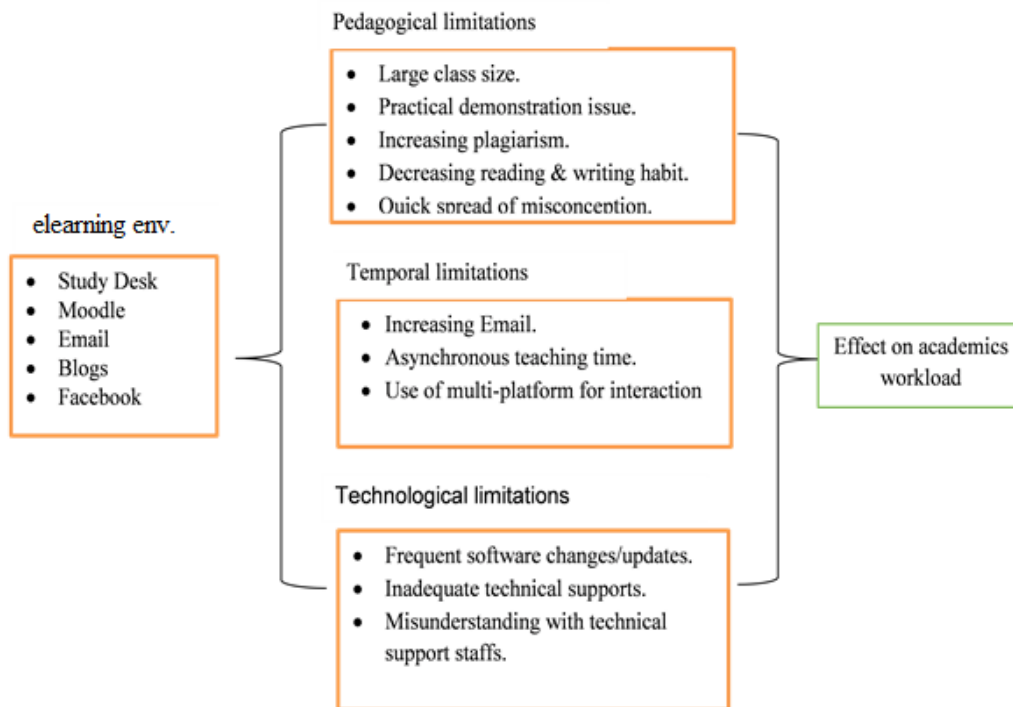 Pedagogical limitations
• Large class size.
• Practical demonstration issue.
• Increasing plagiarism.
• Decreasing reading & writing habit.
• Quick spread of misconception.
elearning env.
• Study Desk
• Moodle
• Email
• Blogs
• Facebook
Temporal limitations
• Increasing Email.
• Asynchronous teaching time.
• Use of multi-platform for interaction
Technological limitations
• Frequent software changes/updates.
• Inadequate technical supports.
• Misunderstanding with technical
support staffs.
Effect on academics
workload